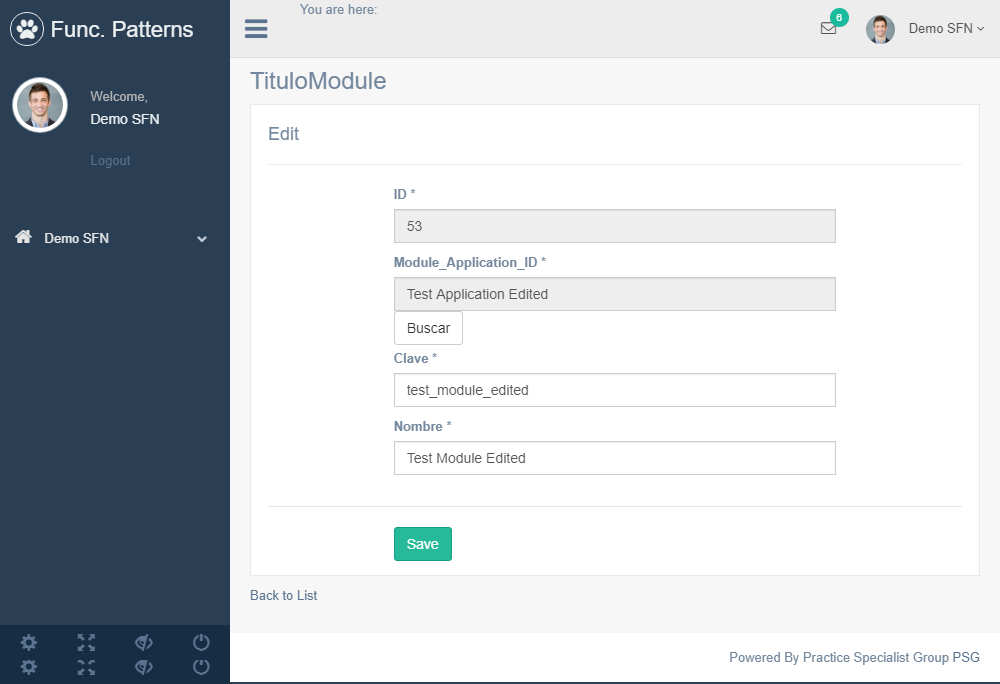 Func. Patterns
You are here:
6
Demo SFN
Welcome,
Demo SFN
Logout
Demo SFN
TituloModule
Edit
ID *
53
Module_Application_ID *
Test Application Edited
Buscar
Clave *
test_module_edited
Nombre *
Test Module Edited
Save
Back to List
Powered By Practice Specialist Group PSG